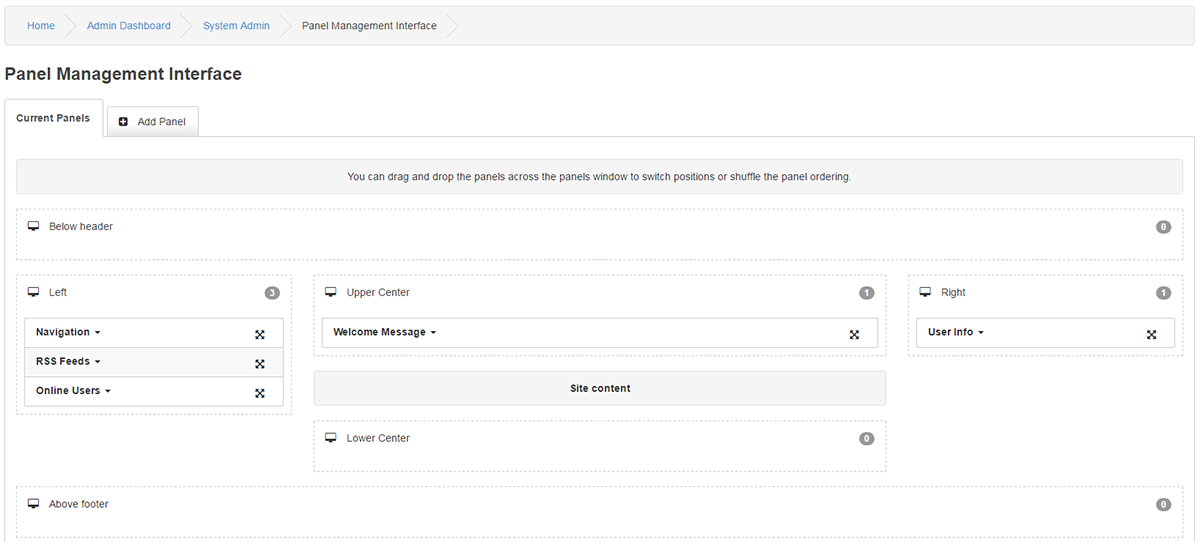 Home Admin Dashboard System Admin Panel Management Interface
Panel Management Interface
Current Panels
Add Panel
You can drag and drop the panels across the panels window to switch positions or shuffle the panel ordering.
Below header 0
Left 3
Navigation
RSS Feeds
Online Users
Upper Center 1
Welcome Message
Site content
Lower Center 0
Right 1
User Info
Above footer 0